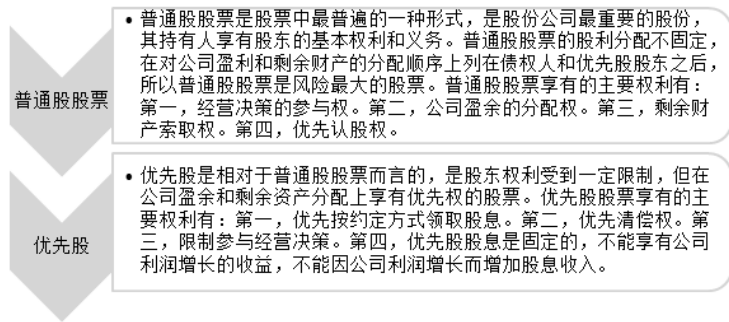 普通股股票
• 普通股股票是股票中最普遍的一种形式，是股份公司最重要的股份，
其持有人享有股东的基本权利和义务。普通股股票的股利分配不固定，
在对公司盈利和剩余财产的分配顺序上列在债权人和优先股股东之后，
所以普通股股票是风险最大的股票。普通股票享有的主要权利有：
第一，经营决策的参与权。第二，公司盈余的分配权。第三，剩余财
产索取权。第四，优先认股权。
优先股
• 优先股是相对于普通股股票而言的，是股东权利受到一定限制，但在
公司盈余和剩余资产分配上享有优先权的股票。优先股股票享有的主
要权利有：第一，优先按约定方式领取股息。第二，优先清偿权。第
三，限制参与经营决策。第四，优先股股息是固定的，不能享有公司
利润增长的收益，不能因公司利润增长而增加股息收入。